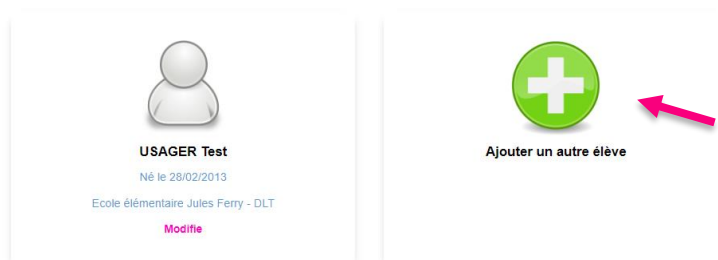 USAGER Test
Né le 28/02/2013
Ecole élémentaire Jules Ferry - DLT
Modifie
Ajouter un autre élève